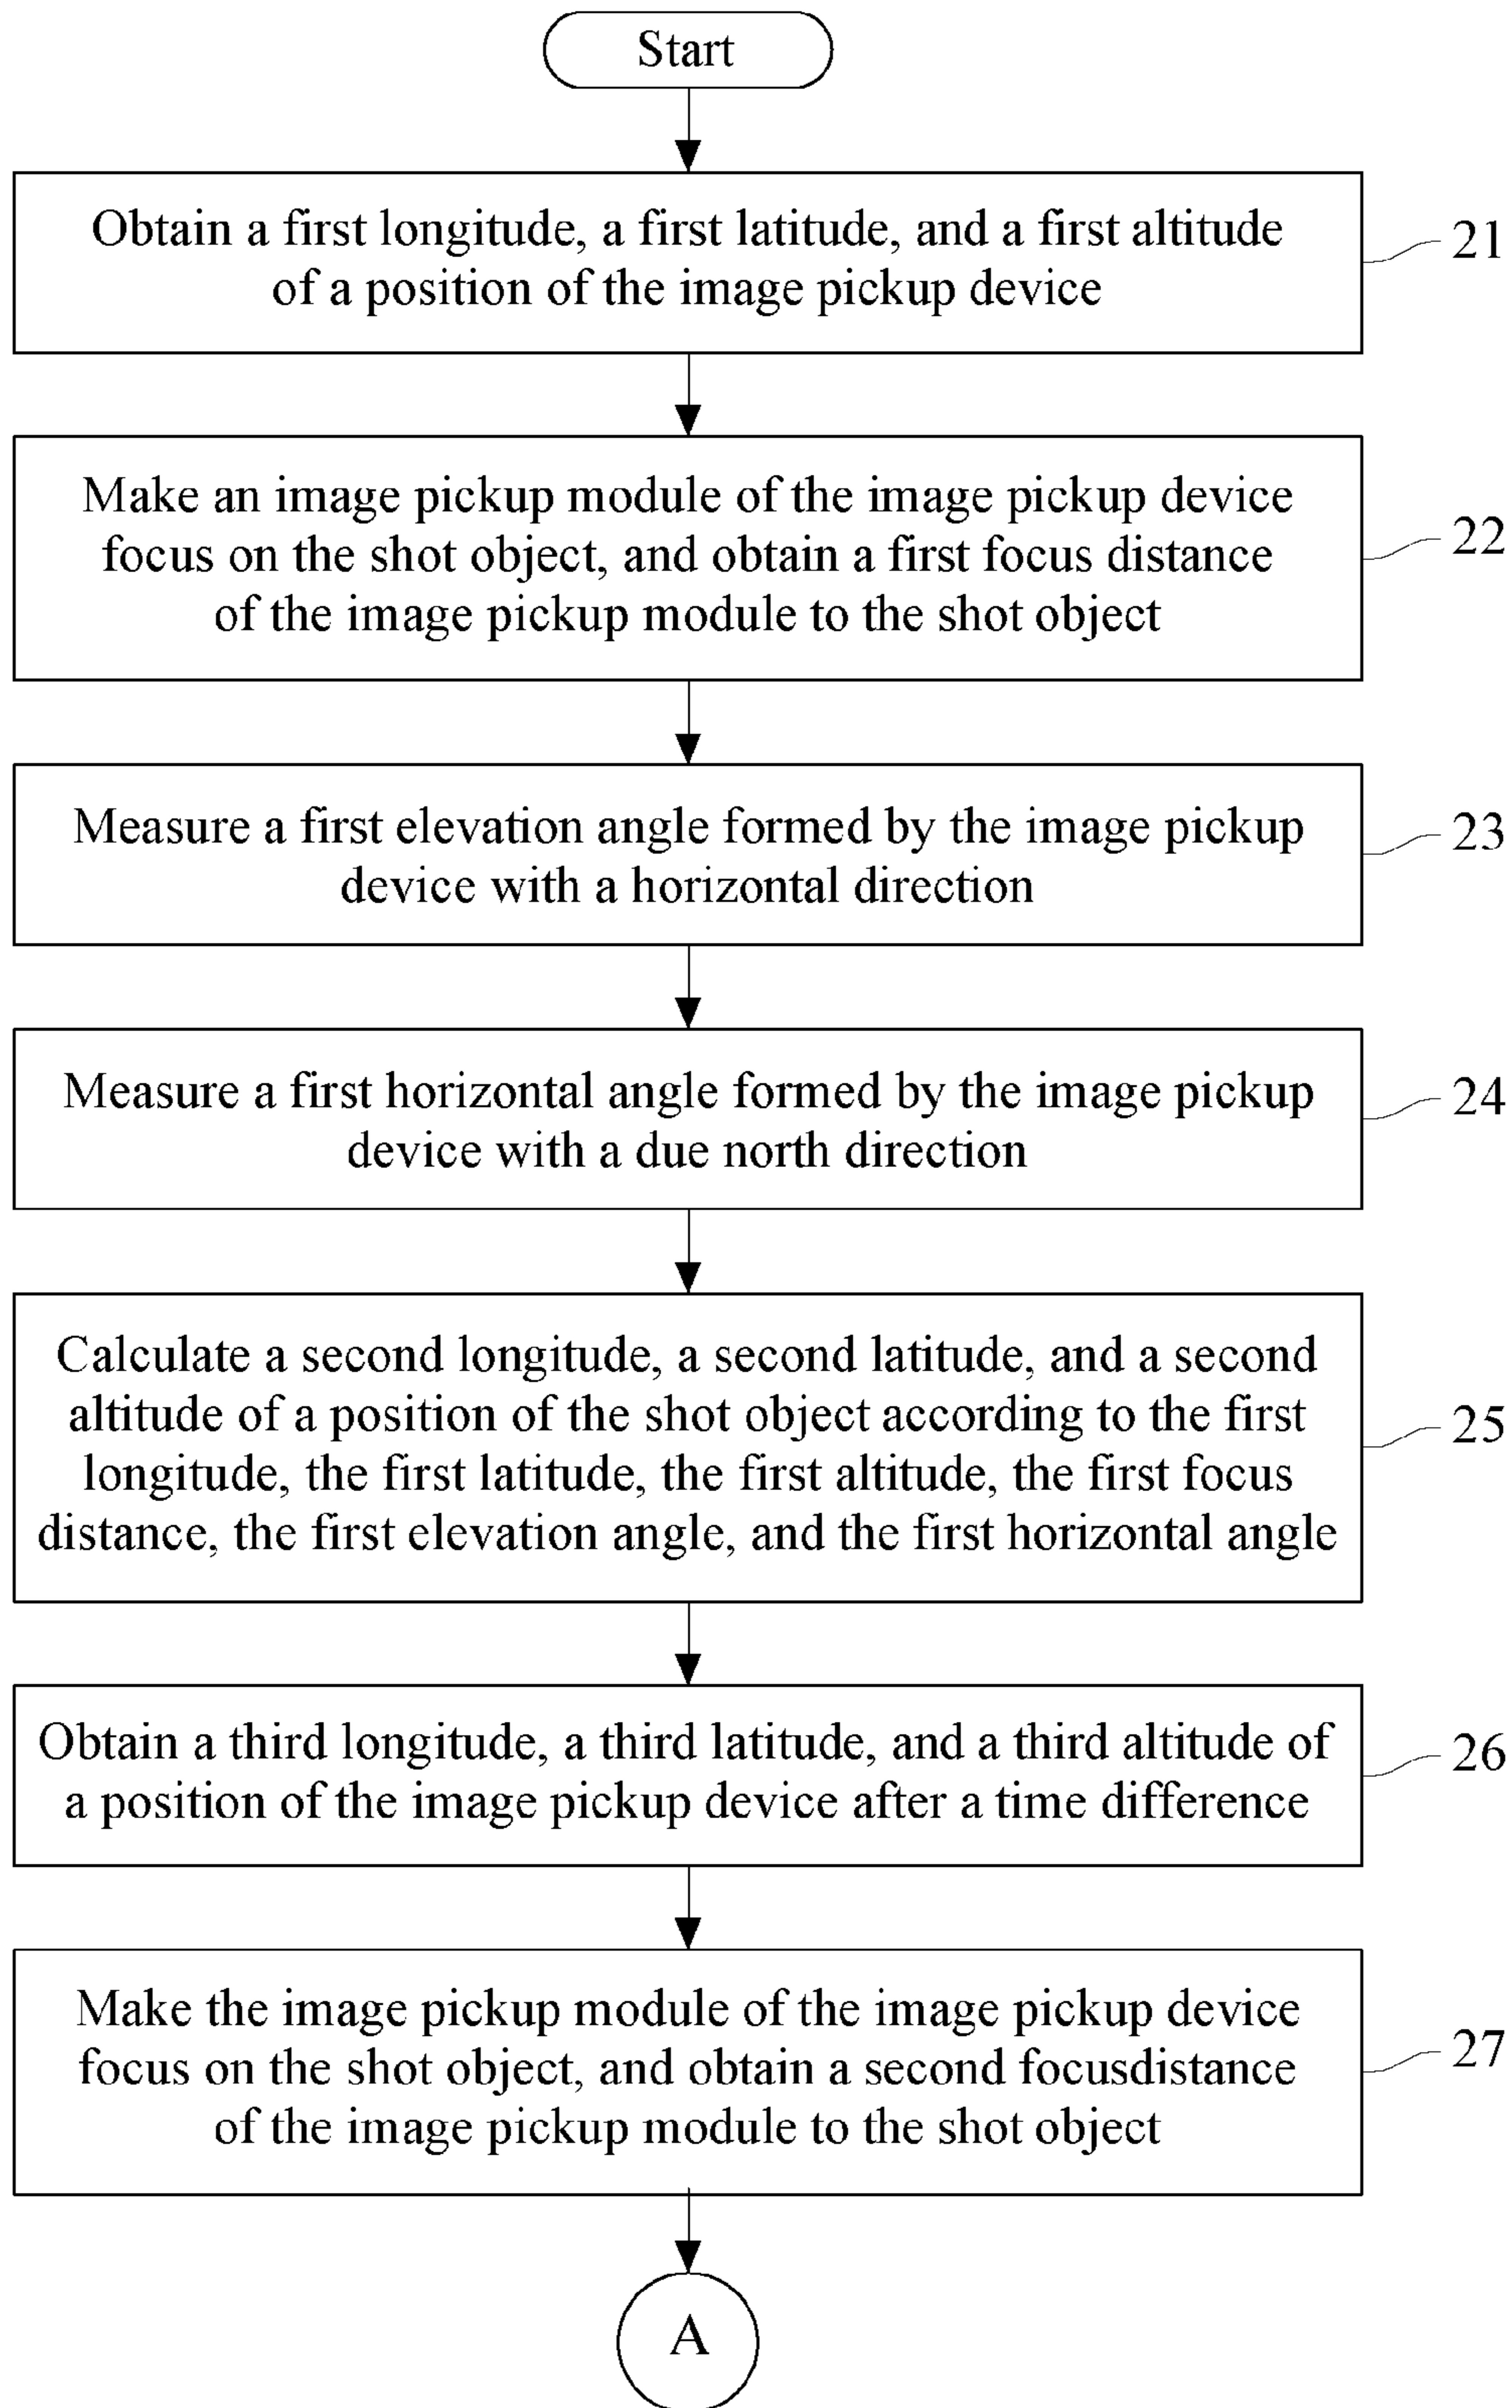 Start
Obtain a first longitude, a first latitude, and a first altitude
of a position of the image pickup device
21
Make an image pickup module of the image pickup device
focus on the shot object, and obtain a first focus distance
of the image pickup module to the shot object
22
Measure a first elevation angle formed by the image pickup
device with a horizontal direction
23
Measure a first horizontal angle formed by the image pickup
device with a due north direction
24
Calculate a second longitude, a second latitude, and a second
altitude of a position of the shot object according to the first
longitude, the first latitude, the first altitude, the first focus
distance, the first elevation angle, and the first horizontal angle
25
Obtain a third longitude, a third latitude, and a third altitude of
a position of the image pickup device after a time difference
26
Make the image pickup module of the image pickup device
focus on the shot object, and obtain a second focusdistance
of the image pickup module to the shot object
27
A